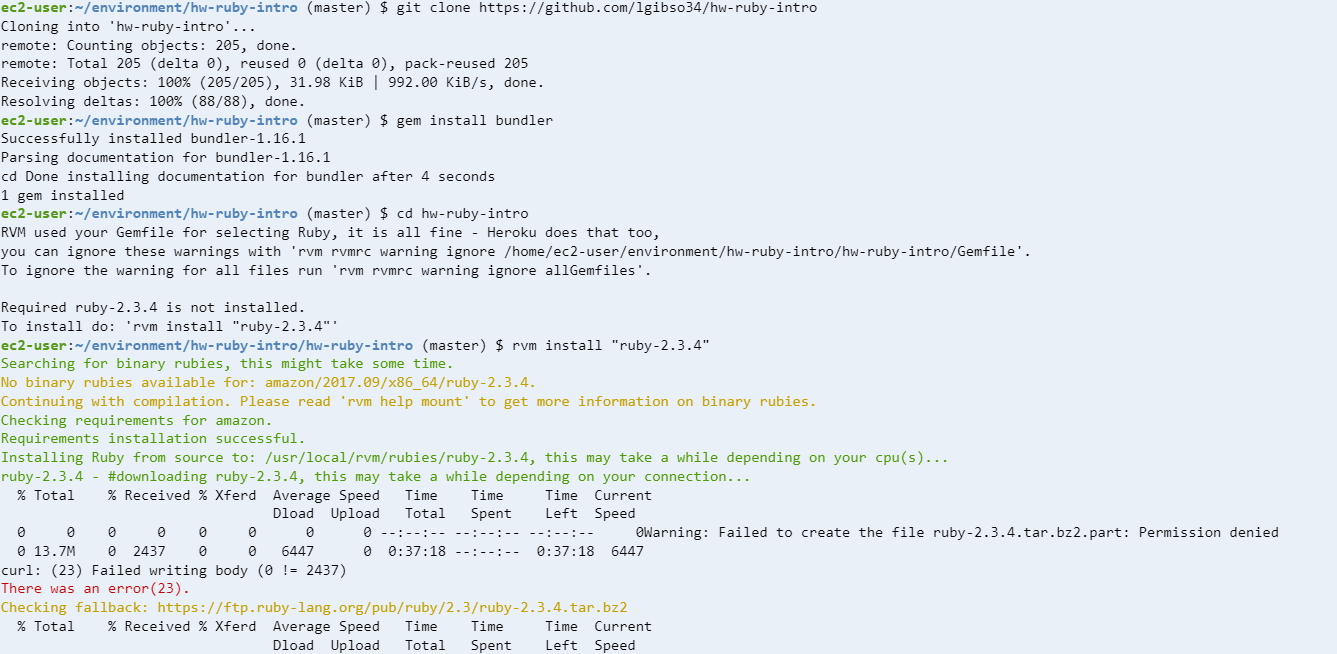 ec2-user:~/environment/hw-ruby-intro (master) $ git clone https://github.com/lgibso34/hw-ruby-intro
Cloning into 'hw-ruby-intro'...
remote: Counting objects: 205, done.
remote: Total 205 (delta 0), reused 0 (delta 0), pack-reused 205
Receiving objects: 100% (205/205), 31.98 KiB | 992.00 KiB/s, done.
Resolving deltas: 100% (88/88), done.
ec2-user:~/environment/hw-ruby-intro (master) $ gem install bundler
Successfully installed bundler-1.16.1
Parsing documentation for bundler-1.16.1
cd Done installing documentation for bundler after 4 seconds
1 gem installed
ec2-user:~/environment/hw-ruby-intro (master) $ cd hw-ruby-intro
RVM used your Gemfile for selecting Ruby, it is all fine - Heroku does that too,
you can ignore these warnings with 'rvm rvmrc warning ignore /home/ec2-user/environment/hw-ruby-intro/hw-ruby-intro/Gemfile'.
To ignore the warning for all files run 'rvm rvmrc warning ignore allGemfiles'.

Required ruby-2.3.4 is not installed.
To install do: 'rvm install "ruby-2.3.4"'
ec2-user:~/environment/hw-ruby-intro/hw-ruby-intro (master) $ rvm install "ruby-2.3.4"
Searching for binary rubies, this might take some time.
No binary rubies available for: amazon/2017.09/x86_64/ruby-2.3.4.
Continuing with compilation. Please read 'rvm help mount' to get more information on binary rubies.
Checking requirements for amazon.
Requirements installation successful.
Installing Ruby from source to: /usr/local/rvm/rubies/ruby-2.3.4, this may take a while depending on your cpu(s)...
ruby-2.3.4 - #downloading ruby-2.3.4, this may take a while depending on your connection...
  % Total    % Received % Xferd  Average Speed   Time    Time     Time  Current
                                 Dload  Upload   Total   Spent    Left  Speed
  0     0    0     0    0     0      0      0 --:--:-- --:--:-- --:--:--     0Warning: Failed to create the file ruby-2.3.4.tar.bz2.part: Permission denied
  0 13.7M    0  2437    0     0   6447      0  0:37:18 --:--:--  0:37:18  6447
curl: (23) Failed writing body (0 != 2437)
There was an error(23).
Checking fallback: https://ftp.ruby-lang.org/pub/ruby/2.3/ruby-2.3.4.tar.bz2
  % Total    % Received % Xferd  Average Speed   Time    Time     Time  Current
                                 Dload  Upload   Total   Spent    Left  Speed